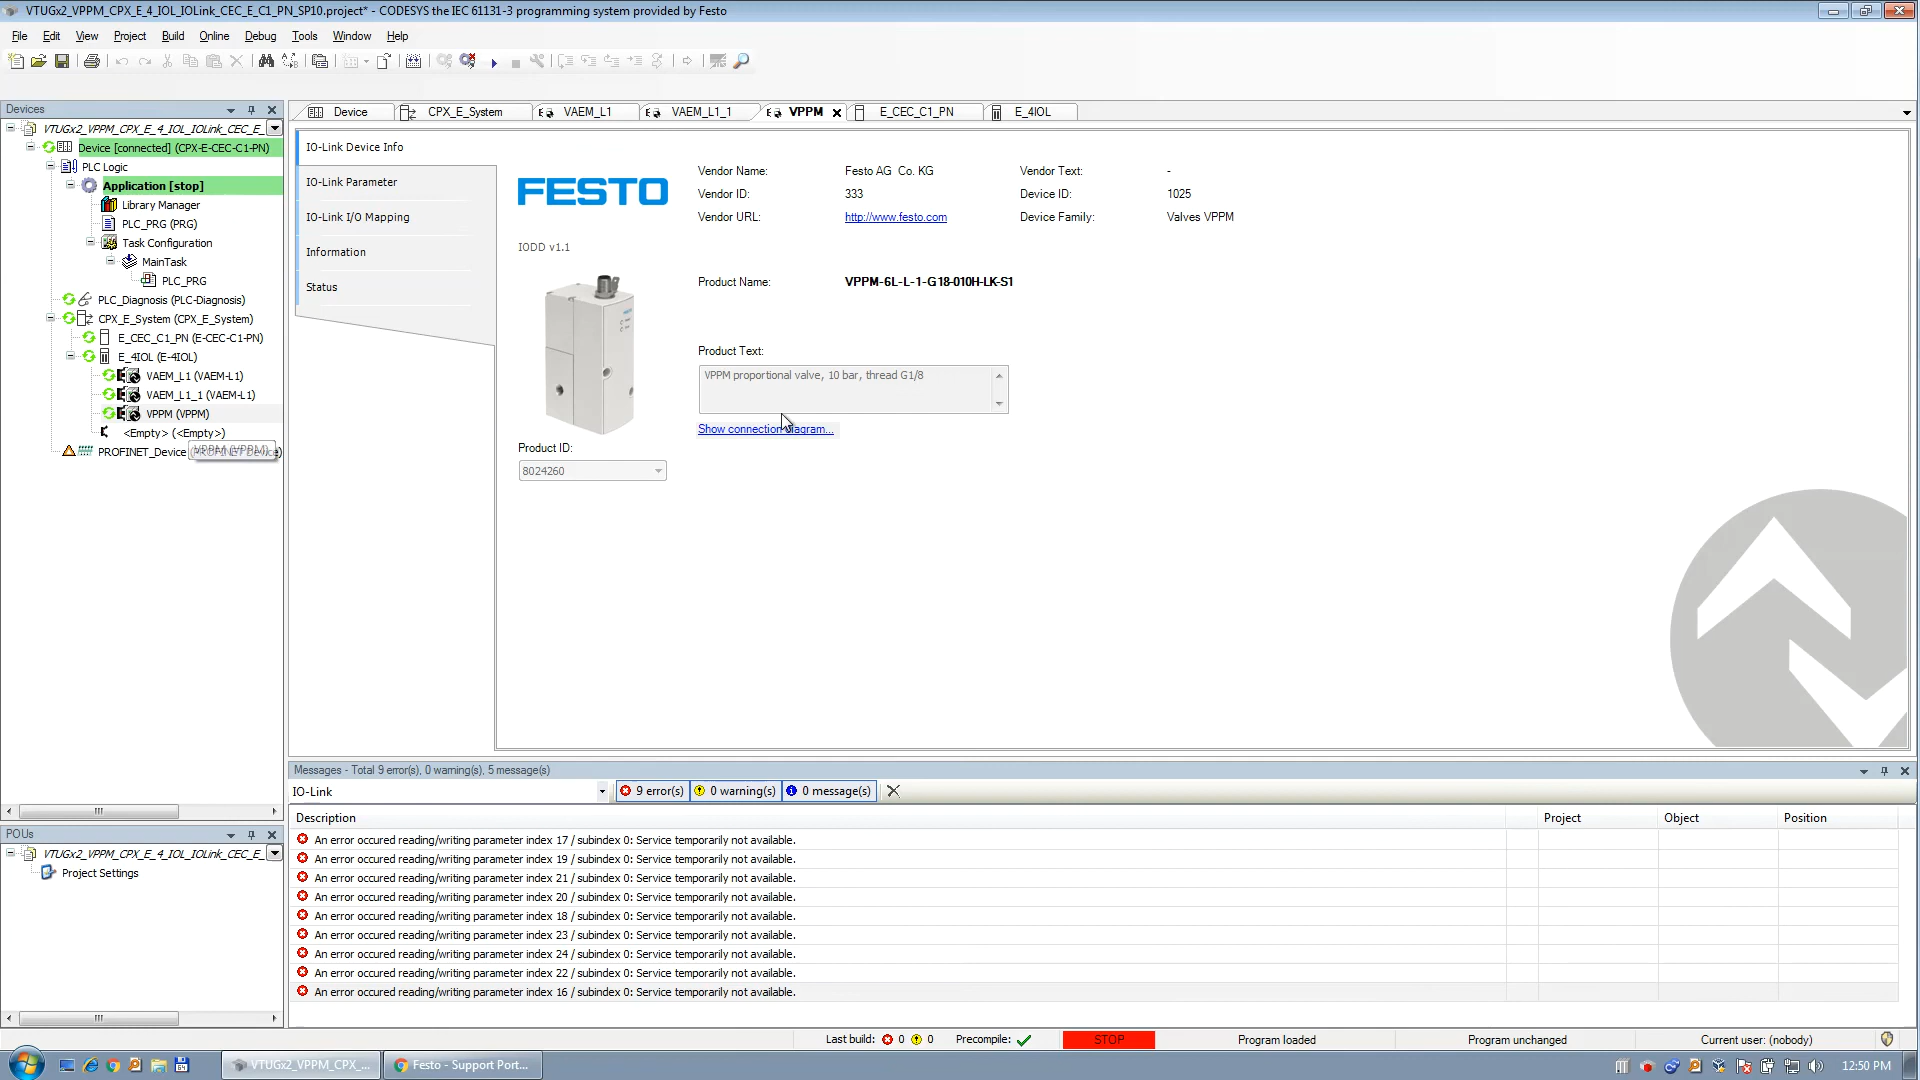 VTUGx2_VPPM_CPX_E_4_IOL_IOLink_CEC_E_C1_PN_SP10.project* - CODESYS the IEC 61131-3 programming system provided by Festo
File Edit View Project Build Online Debug Tools Window Help
Devices
VTUGx2_VPPM_CPX_E_4_IOL_IOLink_CEC_E_
Device [connected] (CPX-E-CEC-C1-PN)
PLC Logic
Application [stop]
Library Manager
PLC_PRG (PRG)
Task Configuration
MainTask
PLC_PRG
PLC_Diagnosis (PLC-Diagnosis)
CPX_E_System (CPX_E_System)
E_CEC_C1_PN (E-CEC-C1-PN)
E_4IOL (E-4IOL)
VAEM_L1 (VAEM-L1)
VAEM_L1_1 (VAEM-L1)
VPPM (VPPM)
<Empty> (<Empty>)
PROFINET_Device
Device CPX_E_System VAEM_L1 VAEM_L1_1 VPPM E_CEC_C1_PN E_4IOL
IO-Link Device Info
IO-Link Parameter
IO-Link I/O Mapping
Information
Status
FESTO
IODD v1.1
Product ID:
8024260
Vendor Name: Festo AG Co. KG Vendor Text: -
Vendor ID: 333 Device ID: 1025
Vendor URL: http://www.festo.com Device Family: Valves VPPM
Product Name: VPPM-6L-L-1-G18-010H-LK-S1
Product Text:
VPPM proportional valve, 10 bar, thread G1/8
Show connection diagram...
Messages - Total 9 error(s), 0 warning(s), 5 message(s)
IO-Link 9 error(s) 0 warning(s) 0 message(s)
Description Project Object Position
An error occured reading/writing parameter index 17 / subindex 0: Service temporarily not available.
An error occured reading/writing parameter index 19 / subindex 0: Service temporarily not available.
An error occured reading/writing parameter index 21 / subindex 0: Service temporarily not available.
An error occured reading/writing parameter index 20 / subindex 0: Service temporarily not available.
An error occured reading/writing parameter index 18 / subindex 0: Service temporarily not available.
An error occured reading/writing parameter index 23 / subindex 0: Service temporarily not available.
An error occured reading/writing parameter index 24 / subindex 0: Service temporarily not available.
An error occured reading/writing parameter index 22 / subindex 0: Service temporarily not available.
An error occured reading/writing parameter index 16 / subindex 0: Service temporarily not available.
POUs
VTUGx2_VPPM_CPX_E_4_IOL_IOLink_CEC_E_
Project Settings
Last build: 0 0 Precompile: STOP Program loaded Program unchanged Current user: (nobody)
VTUGx2_VPPM_CPX_... Festo - Support Port... 12:50 PM